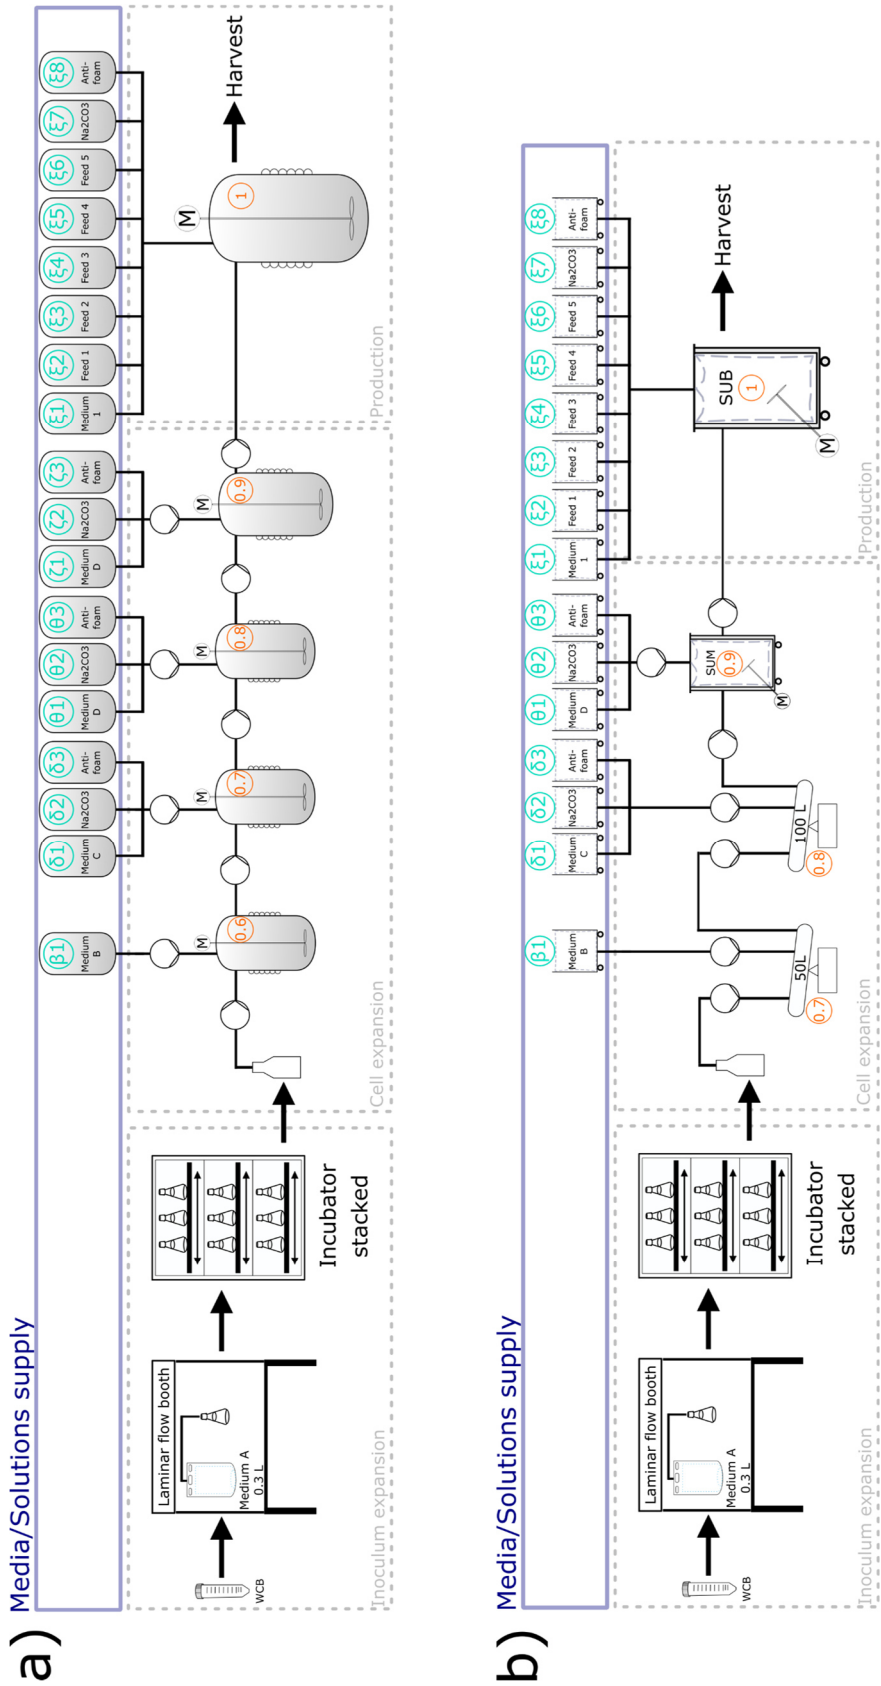 a)
Media/Solutions supply
β1
Medium
B
δ1
Medium
C
δ2
Na2CO3
δ3
Anti-
foam
θ1
Medium
D
θ2
Na2CO3
θ3
Anti-
foam
ζ1
Medium
D
ζ2
Na2CO3
ζ3
Anti-
foam
ξ1
Medium
1
ξ2
Feed 1
ξ3
Feed 2
ξ4
Feed 3
ξ5
Feed 4
ξ6
Feed 5
ξ7
Na2CO3
ξ8
Anti-
foam
WCB
Laminar flow booth
Medium A
0.3 L
Incubator
stacked
Inoculum expansion
M
0.6
M
0.7
M
0.8
M
0.9
Cell expansion
M
1
Harvest
Production
b)
Media/Solutions supply
β1
Medium
B
δ1
Medium
C
δ2
Na2CO3
δ3
Anti-
foam
θ1
Medium
D
θ2
Na2CO3
θ3
Anti-
foam
ξ1
Medium
1
ξ2
Feed 1
ξ3
Feed 2
ξ4
Feed 3
ξ5
Feed 4
ξ6
Feed 5
ξ7
Na2CO3
ξ8
Anti-
foam
WCB
Laminar flow booth
Medium A
0.3 L
Incubator
stacked
Inoculum expansion
50L
0.7
100 L
0.8
SUM
0.9
M
Cell expansion
SUB
1
M
Harvest
Production